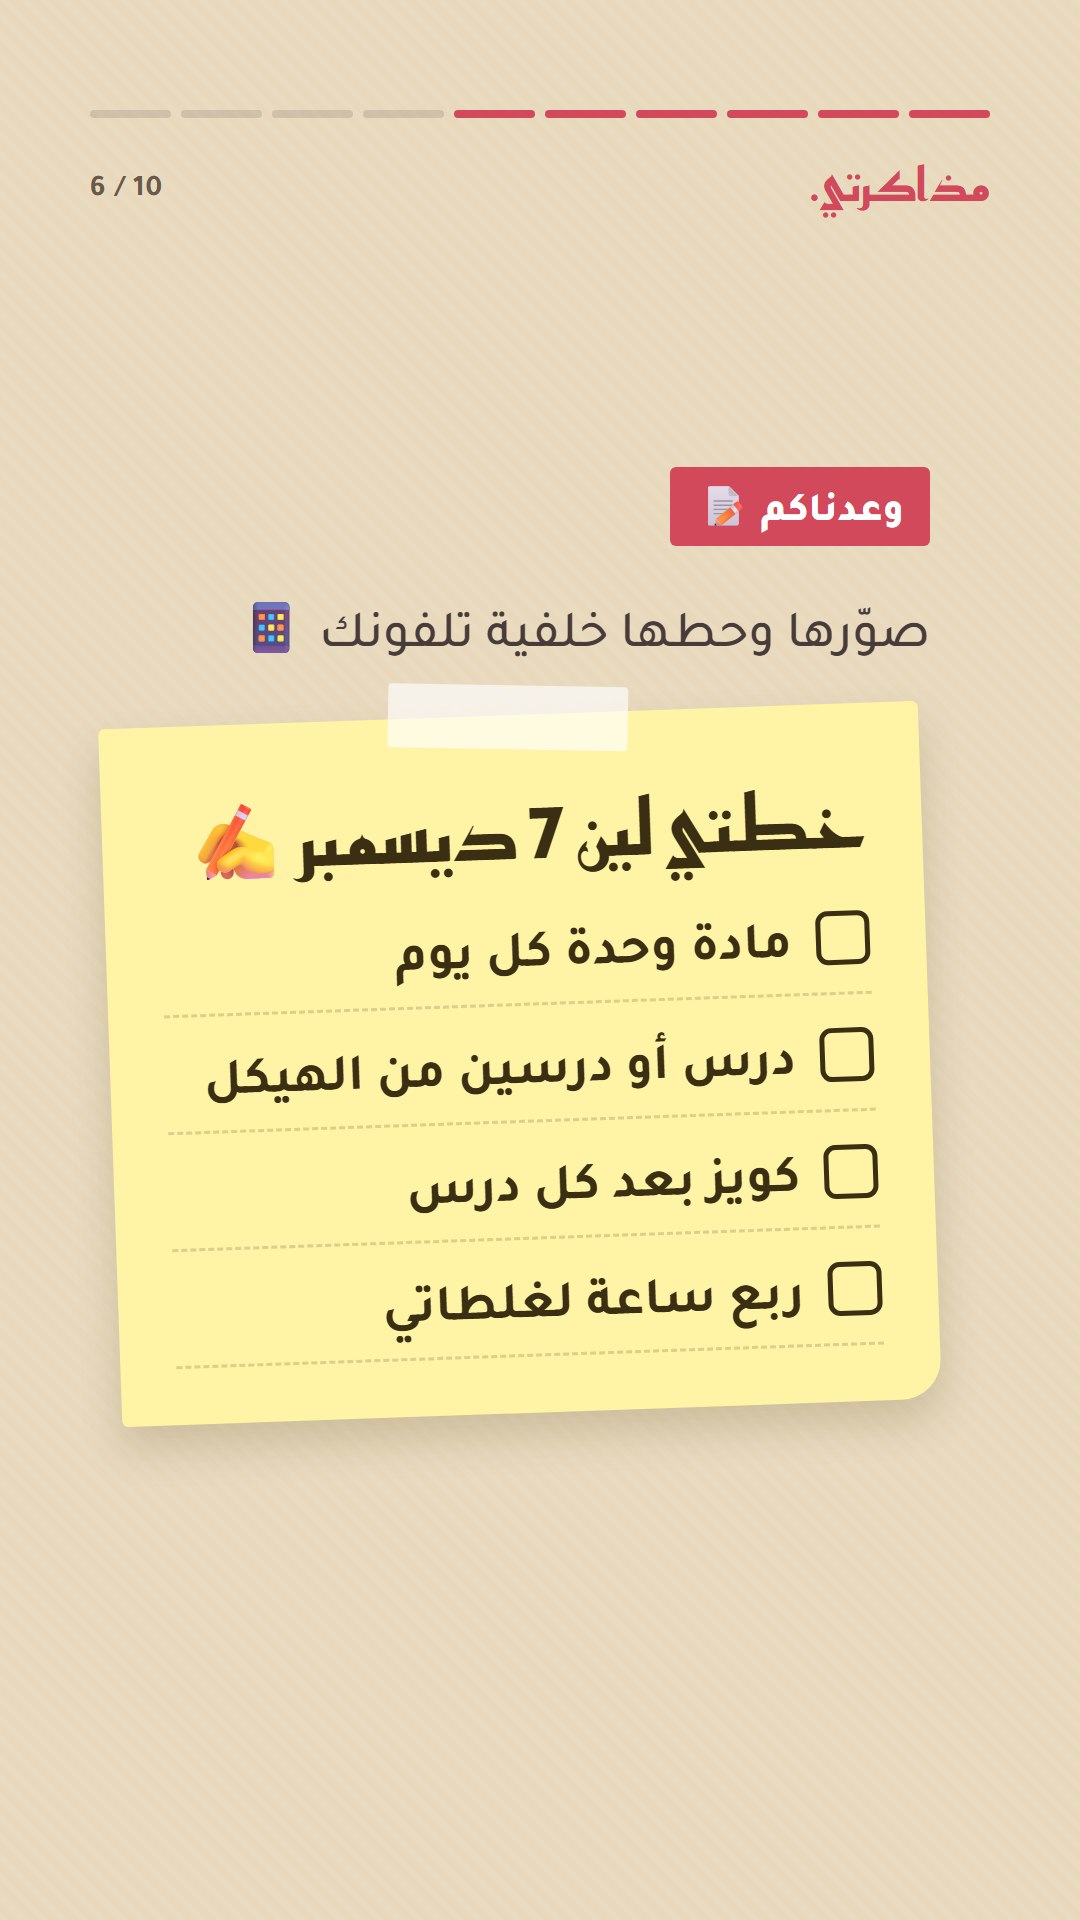 مذاكرتي.
6 / 10
وعدناكم 📝
صوّرها وحطها خلفية تلفونك 📱
خطتي لين 7 ديسمبر ✍️
مادة وحدة كل يوم
درس أو درسين من الهيكل
كويز بعد كل درس
ربع ساعة لغلطاتي